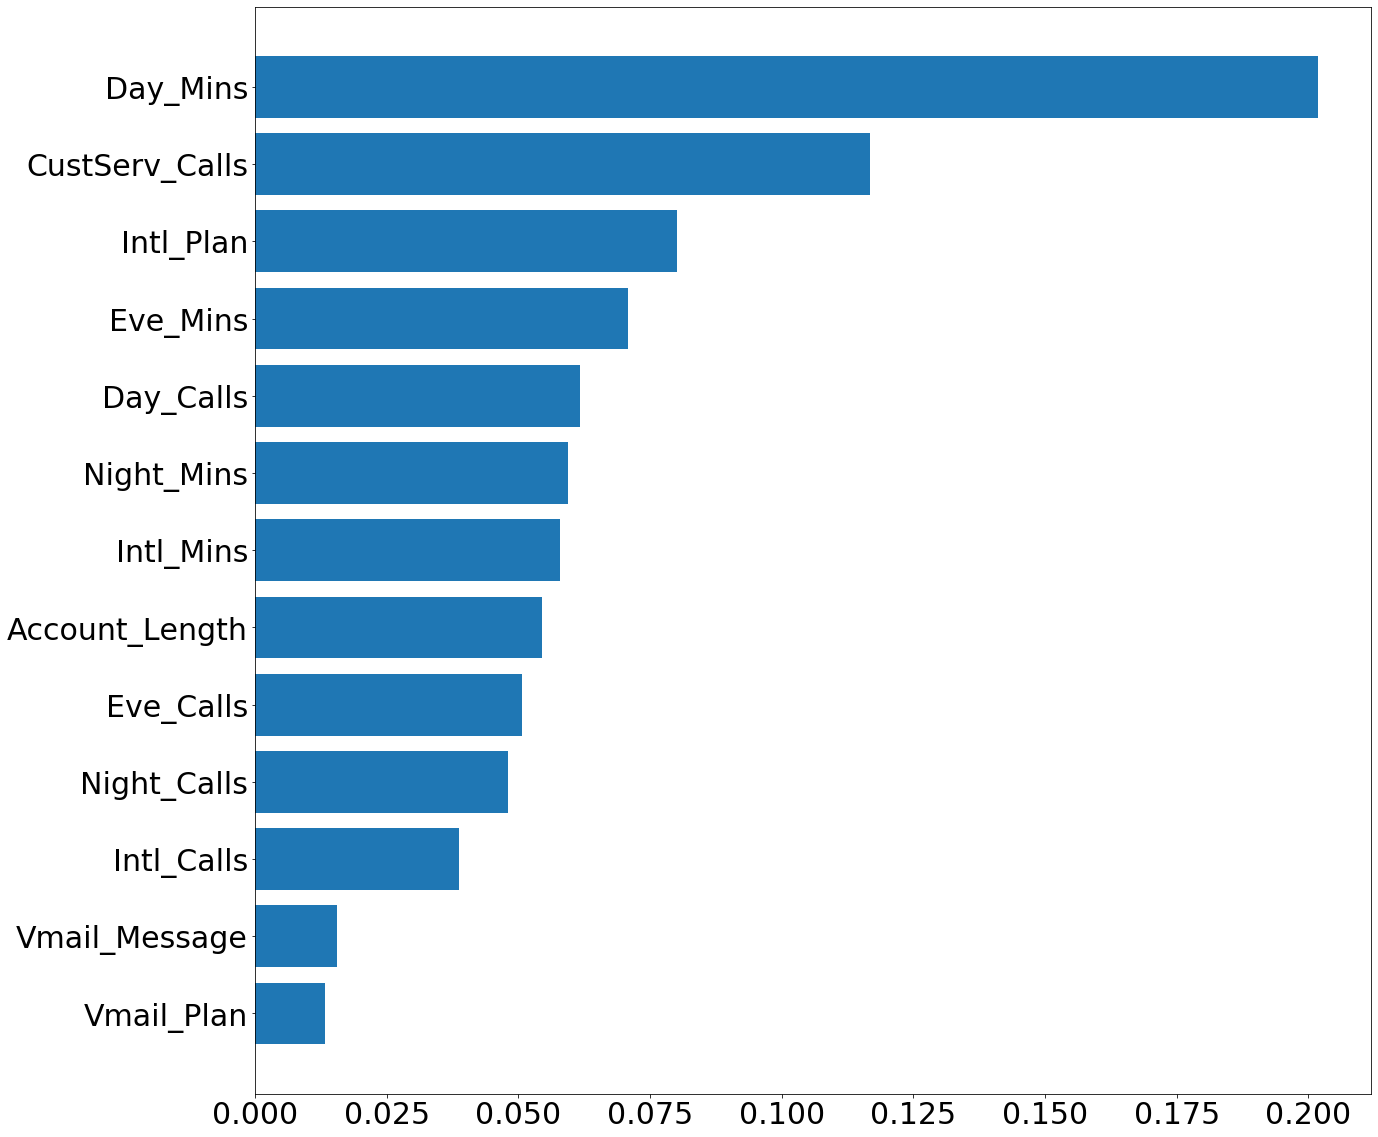 Day_Mins
CustServ_Calls
Intl_Plan
Eve_Mins
Day_Calls
Night_Mins
Intl_Mins
Account_Length
Eve_Calls
Night_Calls
Intl_Calls
Vmail_Message
Vmail_Plan
0.000 0.025 0.050 0.075 0.100 0.125 0.150 0.175 0.200